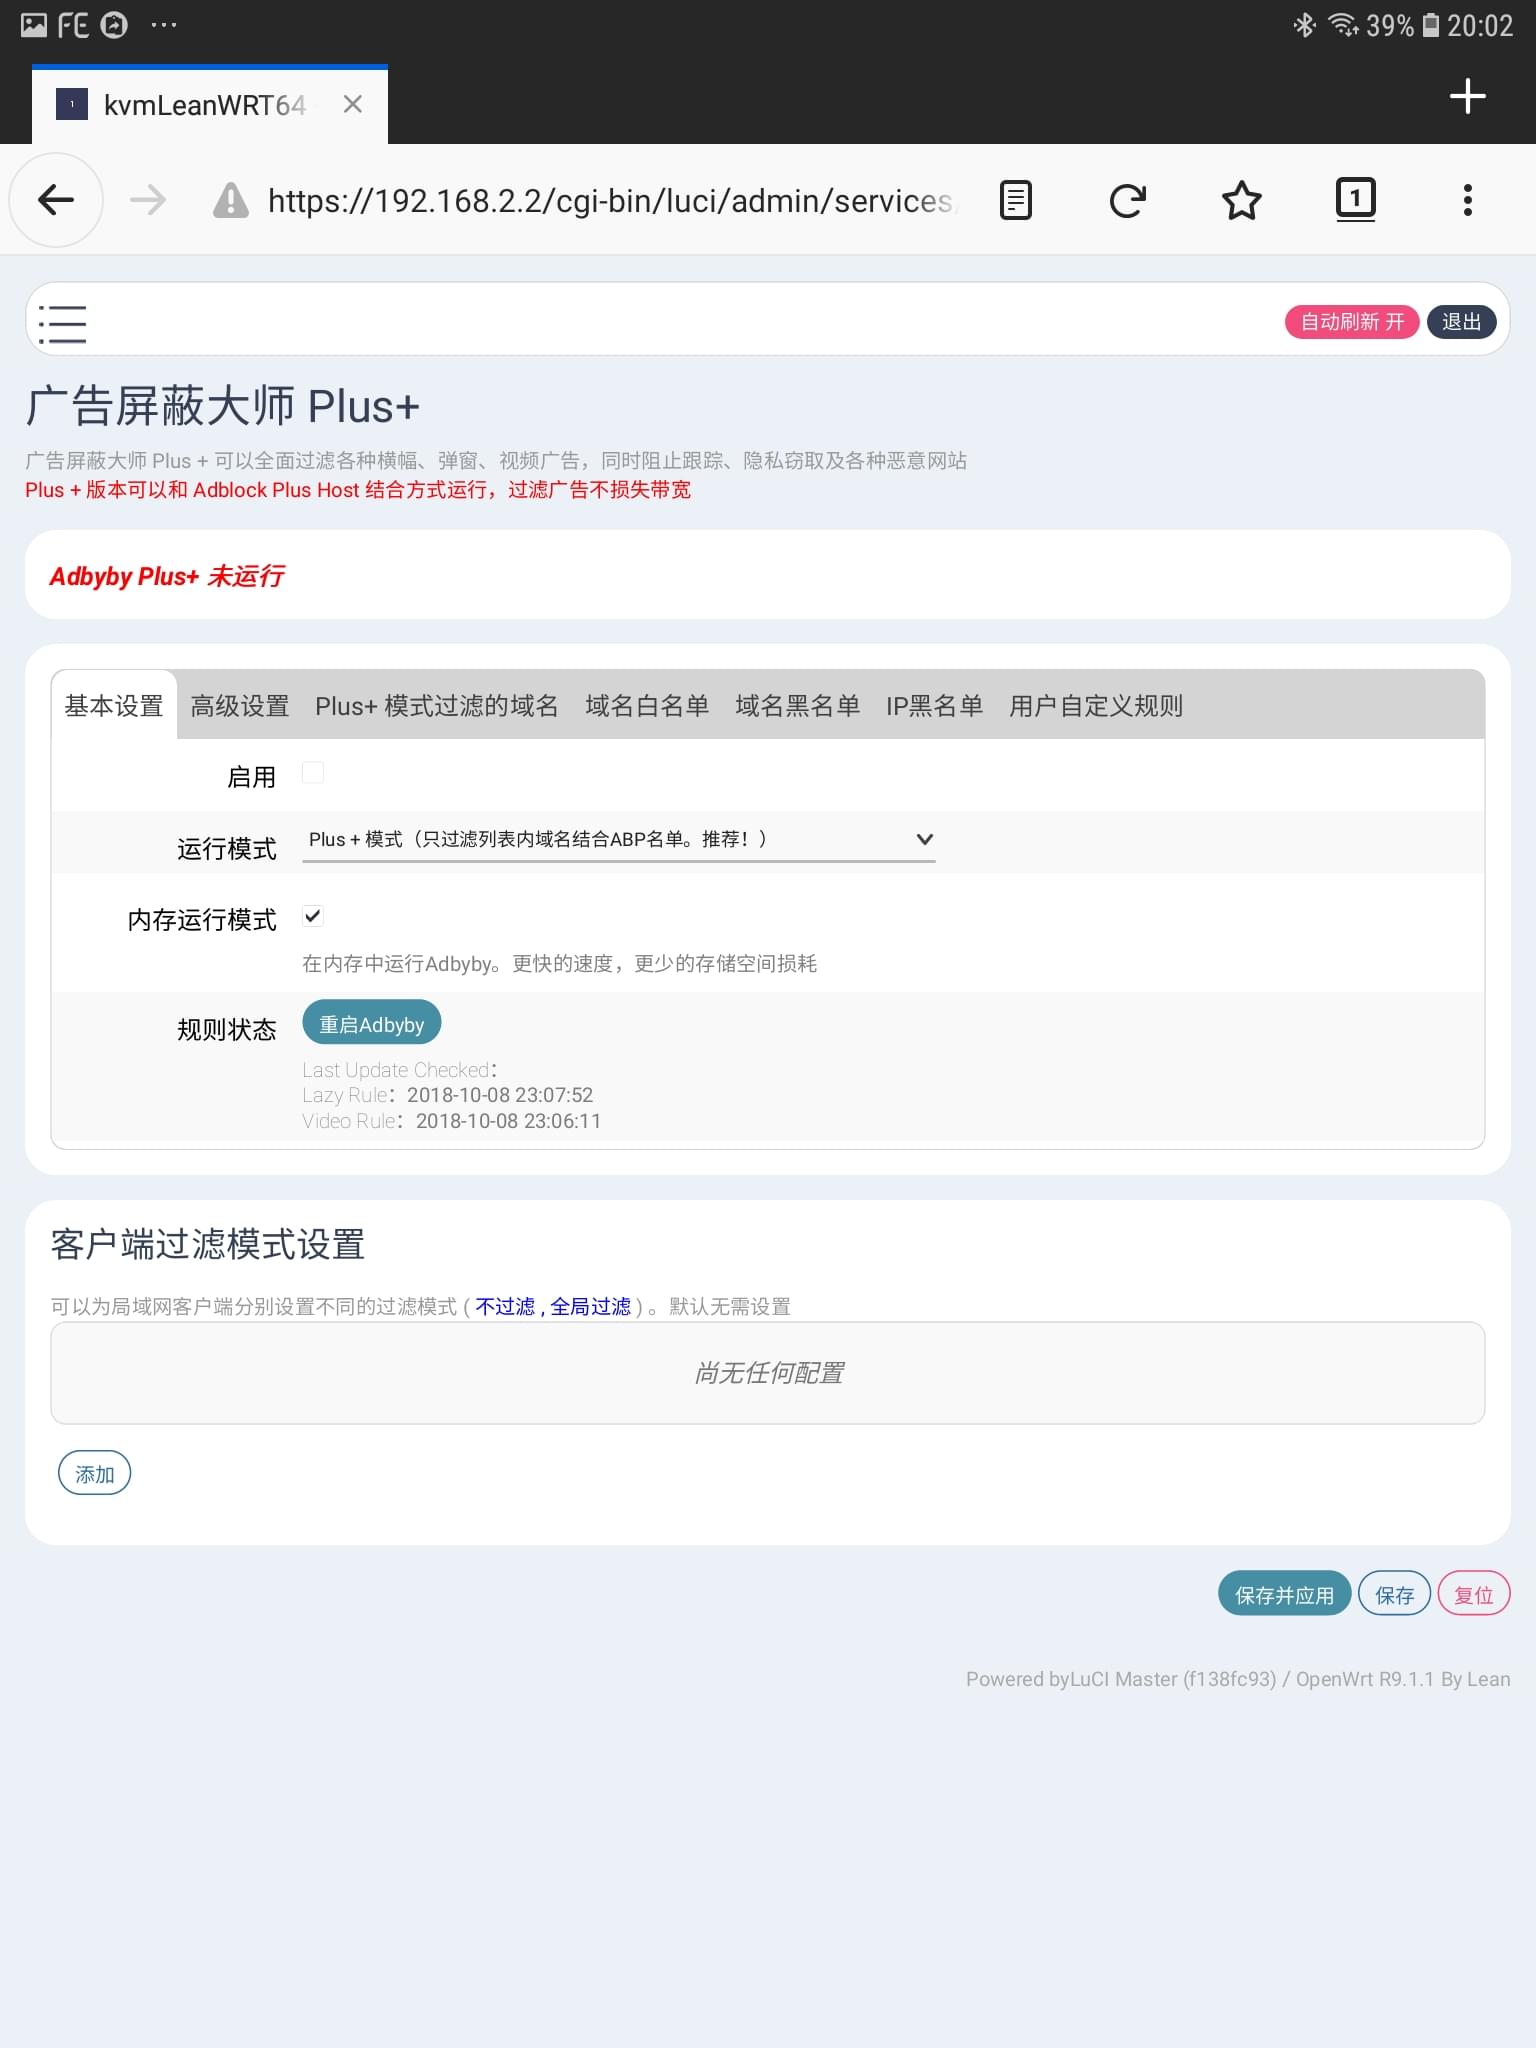 FE ··· 39% 20:02
1 kvmLeanWRT64
https://192.168.2.2/cgi-bin/luci/admin/services 1
自动刷新 开 退出
广告屏蔽大师 Plus+
广告屏蔽大师 Plus + 可以全面过滤各种横幅、弹窗、视频广告，同时阻止跟踪、隐私窃取及各种恶意网站
Plus + 版本可以和 Adblock Plus Host 结合方式运行，过滤广告不损失带宽
Adbyby Plus+ 未运行
基本设置 高级设置 Plus+ 模式过滤的域名 域名白名单 域名黑名单 IP黑名单 用户自定义规则
启用
运行模式 Plus + 模式（只过滤列表内域名结合ABP名单。推荐！）
内存运行模式
在内存中运行Adbyby。更快的速度，更少的存储空间损耗
规则状态 重启Adbyby
Last Update Checked：
Lazy Rule：2018-10-08 23:07:52
Video Rule：2018-10-08 23:06:11
客户端过滤模式设置
可以为局域网客户端分别设置不同的过滤模式 ( 不过滤 , 全局过滤 ) 。默认无需设置
尚无任何配置
添加
保存并应用 保存 复位
Powered byLuCI Master (f138fc93) / OpenWrt R9.1.1 By Lean